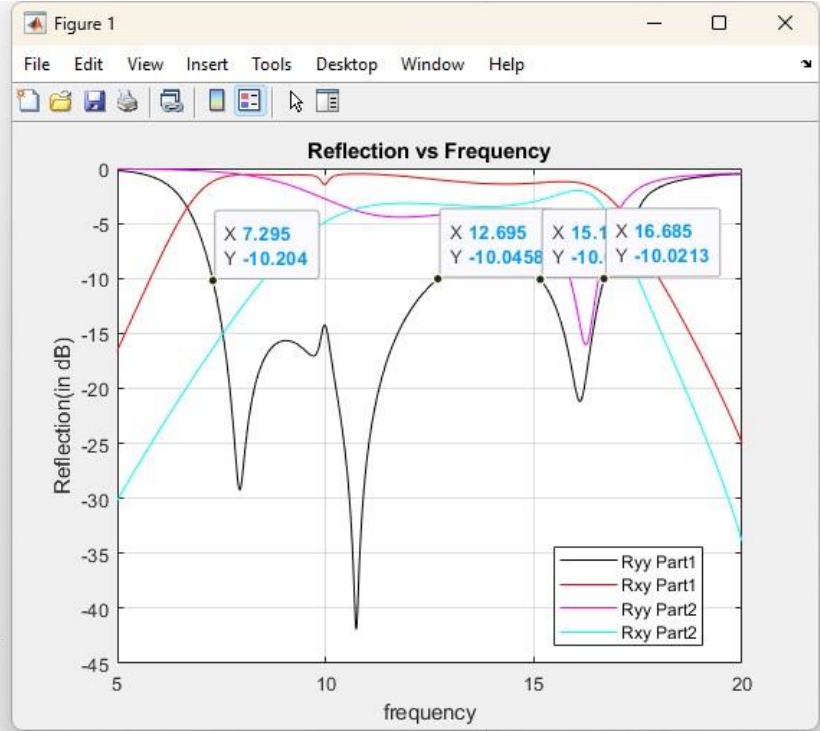 Figure 1
File Edit View Insert Tools Desktop Window Help
Reflection vs Frequency
0
-5
-10
-15
-20
-25
-30
-35
-40
-45
Reflection(in dB)
X 7.295
Y -10.204
X 12.695
Y -10.0458
X 15.1
Y -10.
X 16.685
Y -10.0213
Ryy Part1
Rxy Part1
Ryy Part2
Rxy Part2
5 10 15 20
frequency